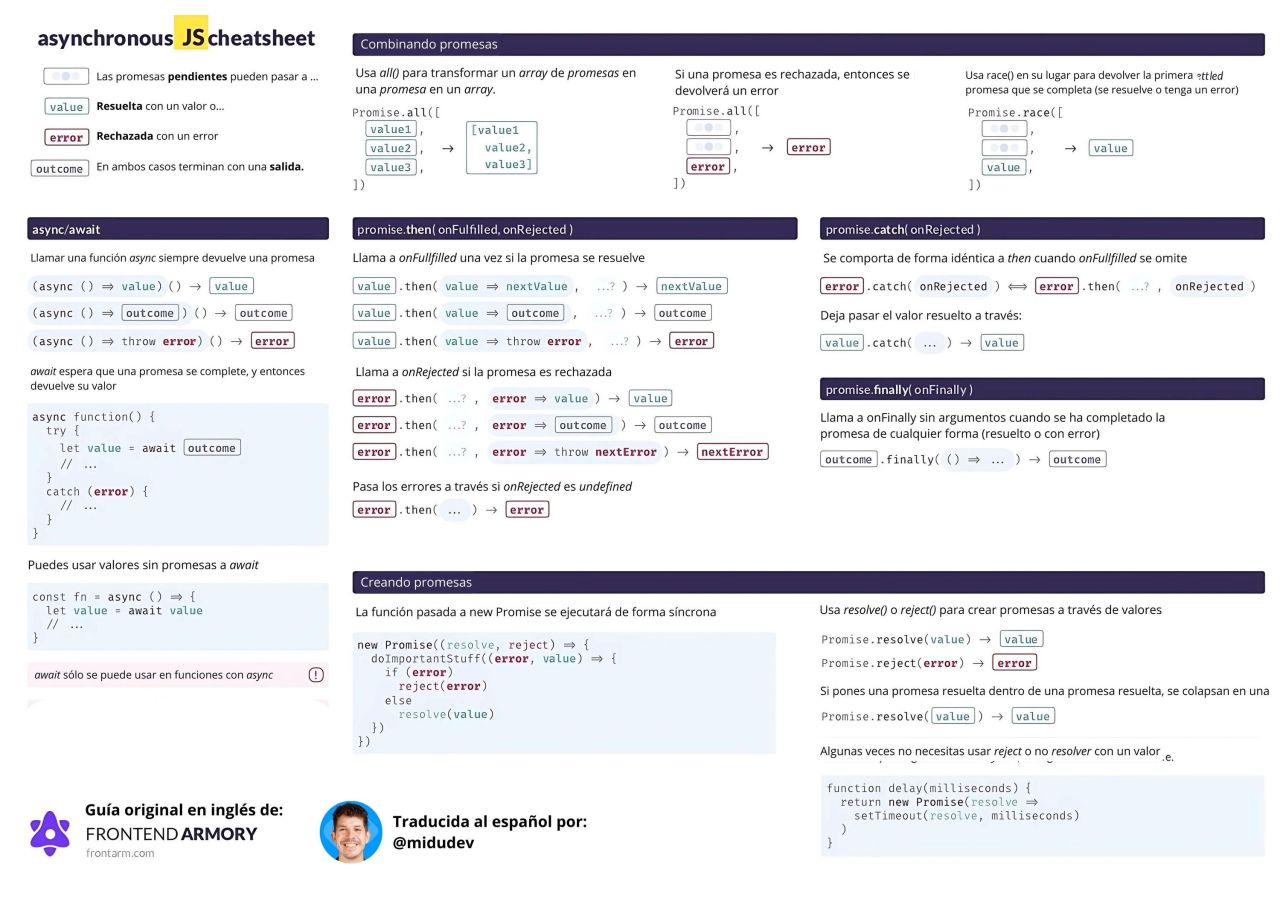 asynchronous JS cheatsheet
Las promesas pendientes pueden pasar a ...
value Resuelta con un valor o...
error Rechazada con un error
outcome En ambos casos terminan con una salida.
Combinando promesas
Usa all() para transformar un array de promesas en
una promesa en un array.
Promise.all([
value1 ,
value2 , → [value1 value2, value3]
value3 ,
])
Si una promesa es rechazada, entonces se
devolverá un error
Promise.all([
,
, → error
error ,
])
Usa race() en su lugar para devolver la primera
promesa que se completa (se resuelve o tenga un error)
Promise.race([
,
, → value
value ,
])
async/await
Llamar una función async siempre devuelve una promesa
(async () ⇒ value) () → value
(async () ⇒ outcome ) () → outcome
(async () ⇒ throw error) () → error
await espera que una promesa se complete, y entonces
devuelve su valor
async function() {
try {
let value = await outcome
// ...
}
catch (error) {
// ...
}
}
Puedes usar valores sin promesas a await
const fn = async () ⇒ {
let value = await value
// ...
}
await sólo se puede usar en funciones con async !
promise.then( onFulfilled, onRejected )
Llama a onFullfilled una vez si la promesa se resuelve
value .then( value ⇒ nextValue , ...? ) → nextValue
value .then( value ⇒ outcome , ...? ) → outcome
value .then( value ⇒ throw error , ...? ) → error
Llama a onRejected si la promesa es rechazada
error .then( ...? , error ⇒ value ) → value
error .then( ...? , error ⇒ outcome ) → outcome
error .then( ...? , error ⇒ throw nextError ) → nextError
Pasa los errores a través si onRejected es undefined
error .then( ... ) → error
promise.catch( onRejected )
Se comporta de forma idéntica a then cuando onFullfilled se omite
error .catch( onRejected ) ⟺ error .then( ...? , onRejected )
Deja pasar el valor resuelto a través:
value .catch( ... ) → value
promise.finally( onFinally )
Llama a onFinally sin argumentos cuando se ha completado la
promesa de cualquier forma (resuelto o con error)
outcome .finally( () ⇒ ... ) → outcome
Creando promesas
La función pasada a new Promise se ejecutará de forma síncrona
new Promise((resolve, reject) ⇒ {
doImportantStuff((error, value) ⇒ {
if (error)
reject(error)
else
resolve(value)
})
})
Usa resolve() o reject() para crear promesas a través de valores
Promise.resolve(value) → value
Promise.reject(error) → error
Si pones una promesa resuelta dentro de una promesa resuelta, se colapsan en una
Promise.resolve( value ) → value
Algunas veces no necesitas usar reject o no resolver con un valor
function delay(milliseconds) {
return new Promise(resolve ⇒
setTimeout(resolve, milliseconds)
)
}
Guía original en inglés de:
FRONTEND ARMORY
frontarm.com
Traducida al español por:
@midudev